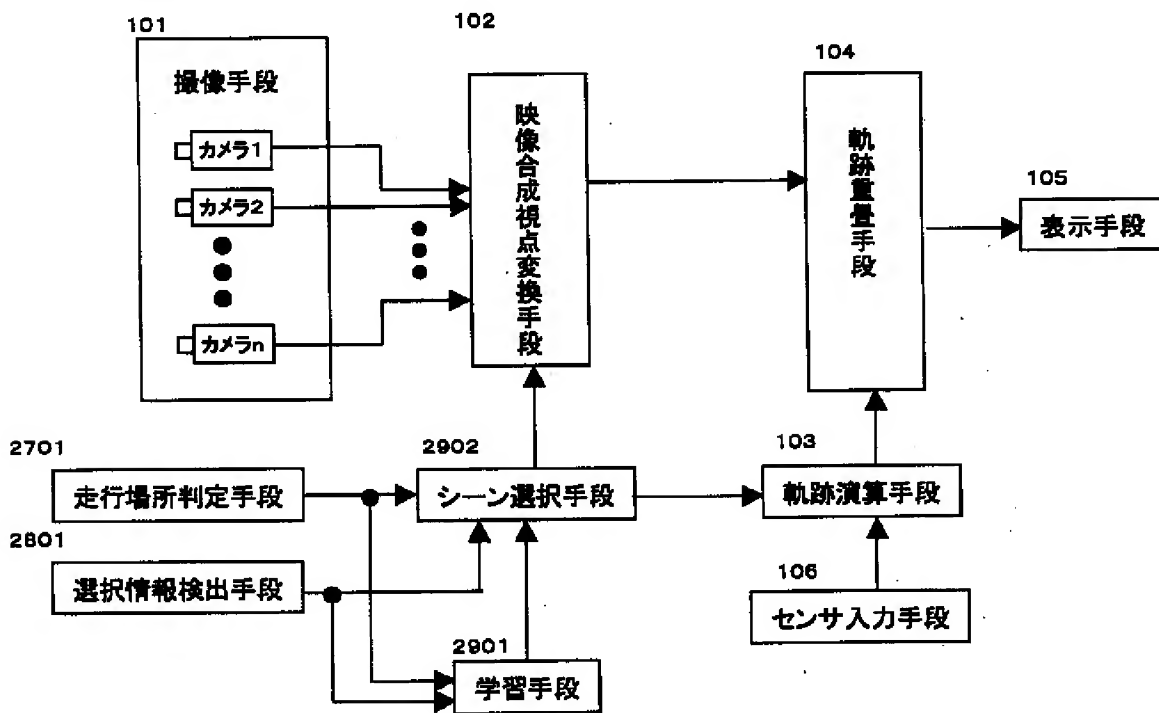 101
撮像手段
カメラ1
カメラ2
カメラn
102
映像合成視点変換手段
104
軌跡重畳手段
105
表示手段
2701
走行場所判定手段
2902
シーン選択手段
103
軌跡演算手段
2801
選択情報検出手段
106
センサ入力手段
2901
学習手段